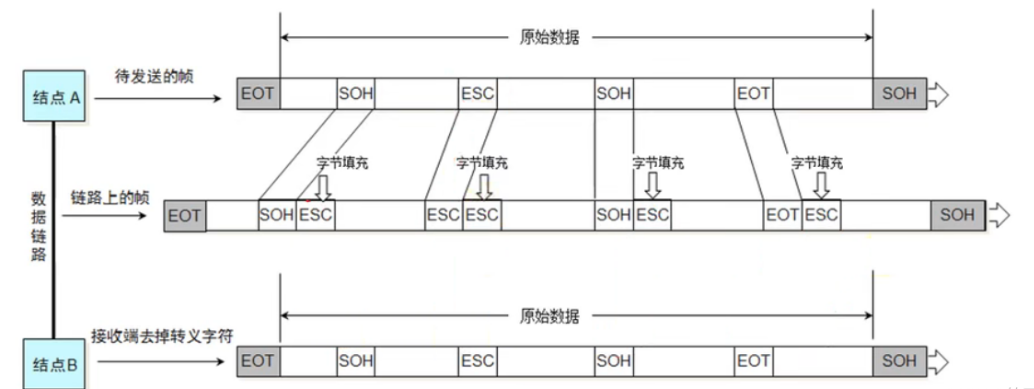 原始数据
结点 A
待发送的帧
EOT SOH ESC SOH EOT SOH
字节填充 字节填充 字节填充 字节填充
数据链路
链路上的帧
EOT SOH ESC ESC ESC SOH ESC EOT ESC SOH
原始数据
结点B
接收端去掉转义字符
EOT SOH ESC SOH EOT SOH